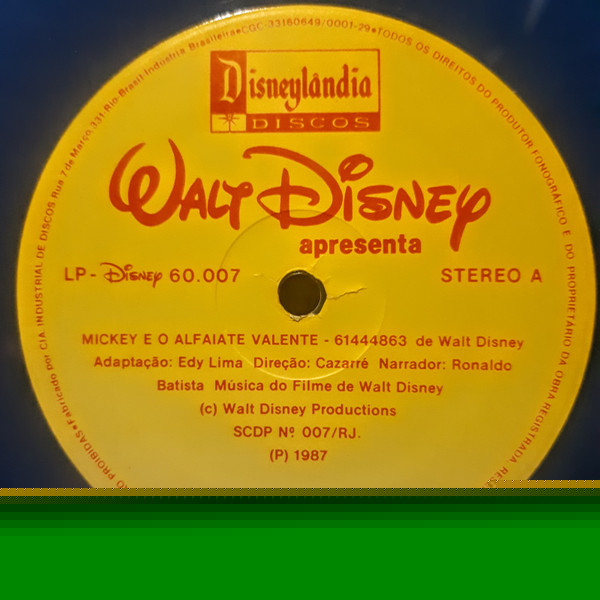 Disneylândia
DISCOS
WALT DISNEY
apresenta
LP - DISNEY 60.007
STEREO A
MICKEY E O ALFAIATE VALENTE - 61444863 de Walt Disney
Adaptação: Edy Lima Direção: Cazarré Narrador: Ronaldo
Batista Música do Filme de Walt Disney
(c) Walt Disney Productions
SCDP Nº 007/RJ.
(P) 1987
PROIBIDAS•Fabricado por CIA. INDUSTRIAL DE DISCOS Rua 7 de Março, 331-Rio-Brasil-Indústria Brasileira•CGC-33160649/0001-29•TODOS OS DIREITOS DO PRODUTOR FONOGRÁFICO E DO PROPRIETÁRIO DA OBRA REGISTRADA